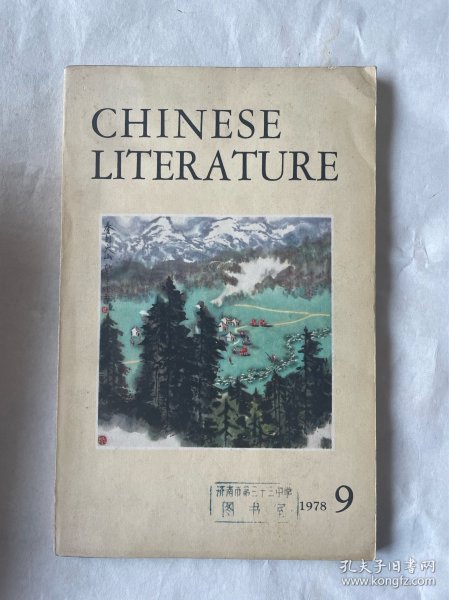 CHINESE
LITERATURE
济南市第三十二中学
图书室
1978 9
孔夫子旧书网
www.kongfz.com